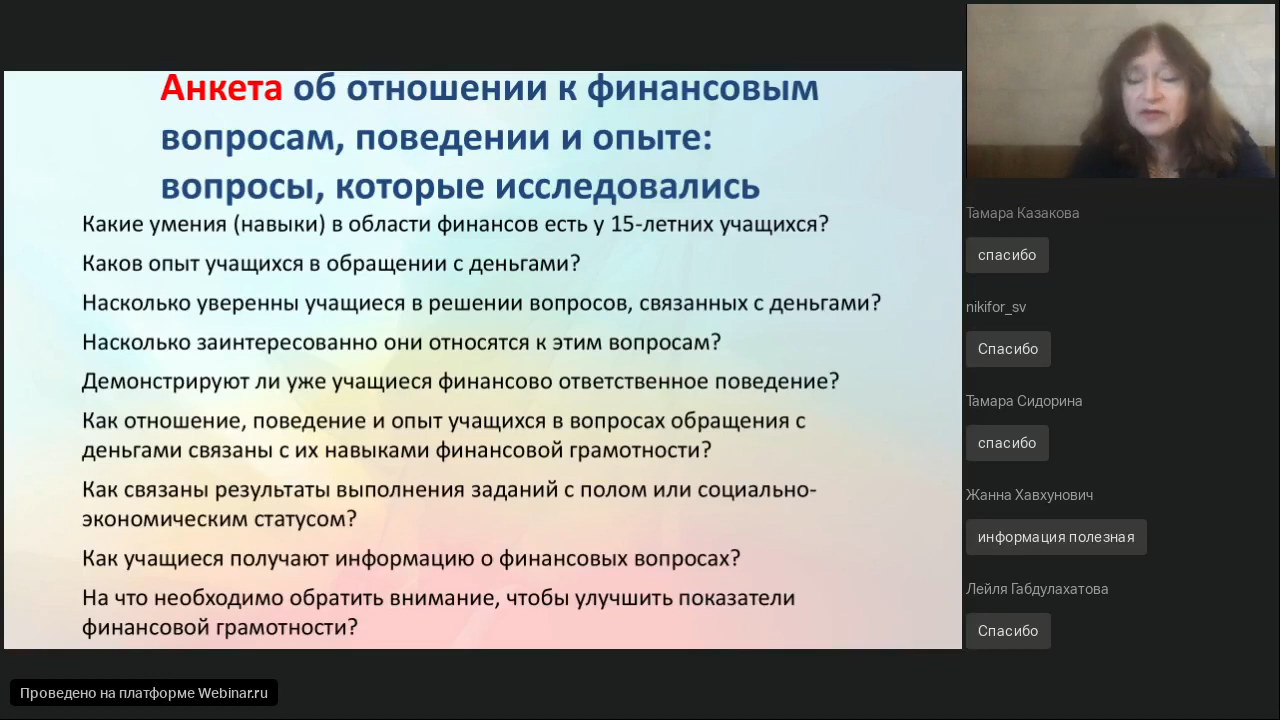 Анкета об отношении к финансовым
вопросам, поведении и опыте:
вопросы, которые исследовались
Какие умения (навыки) в области финансов есть у 15-летних учащихся?
Каков опыт учащихся в обращении с деньгами?
Насколько уверенны учащиеся в решении вопросов, связанных с деньгами?
Насколько заинтересованно они относятся к этим вопросам?
Демонстрируют ли уже учащиеся финансово ответственное поведение?
Как отношение, поведение и опыт учащихся в вопросах обращения с
деньгами связаны с их навыками финансовой грамотности?
Как связаны результаты выполнения заданий с полом или социально-
экономическим статусом?
Как учащиеся получают информацию о финансовых вопросах?
На что необходимо обратить внимание, чтобы улучшить показатели
финансовой грамотности?
Тамара Казакова
спасибо
nikifor_sv
Спасибо
Тамара Сидорина
спасибо
Жанна Хавхунович
информация полезная
Лейля Габдулахатова
Спасибо
Проведено на платформе Webinar.ru